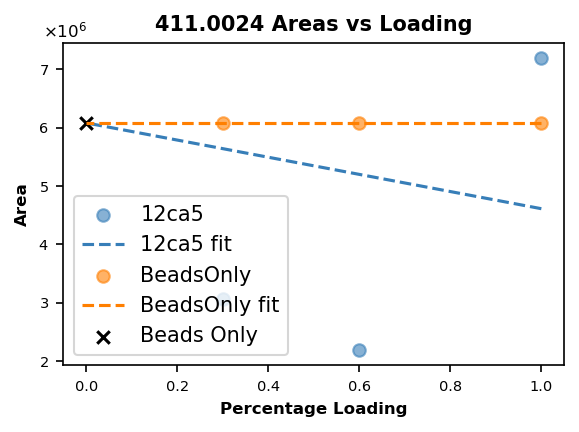 411.0024 Areas vs Loading
×10⁶
7
6
5
4
3
2
Area
12ca5
12ca5 fit
BeadsOnly
BeadsOnly fit
Beads Only
0.0 0.2 0.4 0.6 0.8 1.0
Percentage Loading